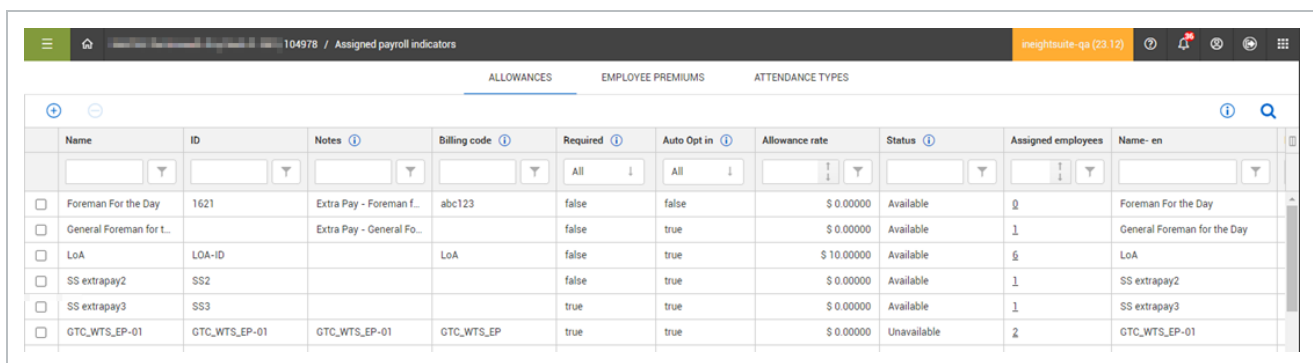 104978 / Assigned payroll indicators ineightsuite-qa (23.12) 36
ALLOWANCES EMPLOYEE PREMIUMS ATTENDANCE TYPES
Name ID Notes Billing code Required Auto Opt in Allowance rate Status Assigned employees Name- en
All All
Foreman For the Day 1621 Extra Pay - Foreman f... abc123 false false $ 0.00000 Available 0 Foreman For the Day
General Foreman for t... Extra Pay - General Fo... false true $ 0.00000 Available 1 General Foreman for the Day
LoA LOA-ID LoA false true $ 10.00000 Available 6 LoA
SS extrapay2 SS2 false true $ 0.00000 Available 1 SS extrapay2
SS extrapay3 SS3 true true $ 0.00000 Available 1 SS extrapay3
GTC_WTS_EP-01 GTC_WTS_EP-01 GTC_WTS_EP-01 GTC_WTS_EP true true $ 0.00000 Unavailable 2 GTC_WTS_EP-01